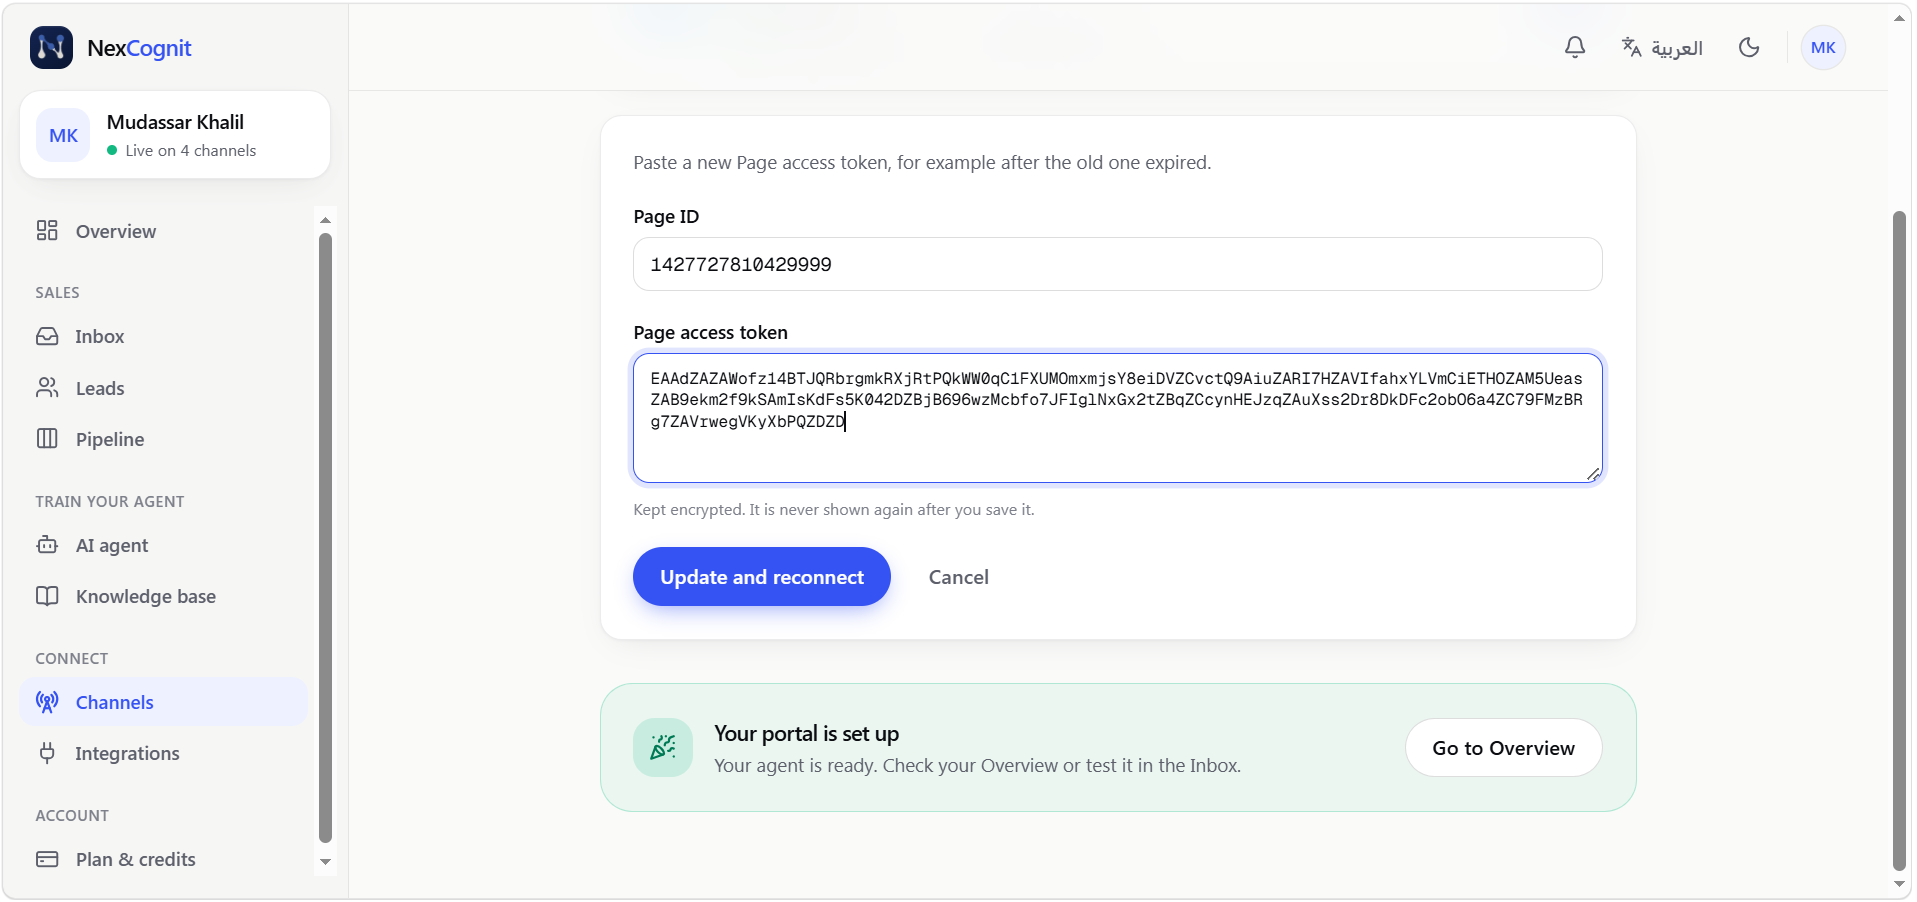 NexCognit
العربية
MK
MK
Mudassar Khalil
Live on 4 channels
Overview
SALES
Inbox
Leads
Pipeline
TRAIN YOUR AGENT
AI agent
Knowledge base
CONNECT
Channels
Integrations
ACCOUNT
Plan & credits
Paste a new Page access token, for example after the old one expired.
Page ID
1427727810429999
Page access token
EAAdZAZAWofz14BTJQRbrgmkRXjRtPQkWW0qC1FXUMOmxmjsY8eiDVZCvctQ9AiuZARI7HZAVIfahxYLVmCiETHOZAM5Ueas
ZAB9ekm2f9kSAmIsKdFs5K042DZBjB696wzMcbfo7JFIglNxGx2tZBqZCcynHEJzqZAuXss2Dr8DkDFc2obO6a4ZC79FMzBR
g7ZAVrwegVKyXbPQZDZD
Kept encrypted. It is never shown again after you save it.
Update and reconnect
Cancel
Your portal is set up
Your agent is ready. Check your Overview or test it in the Inbox.
Go to Overview